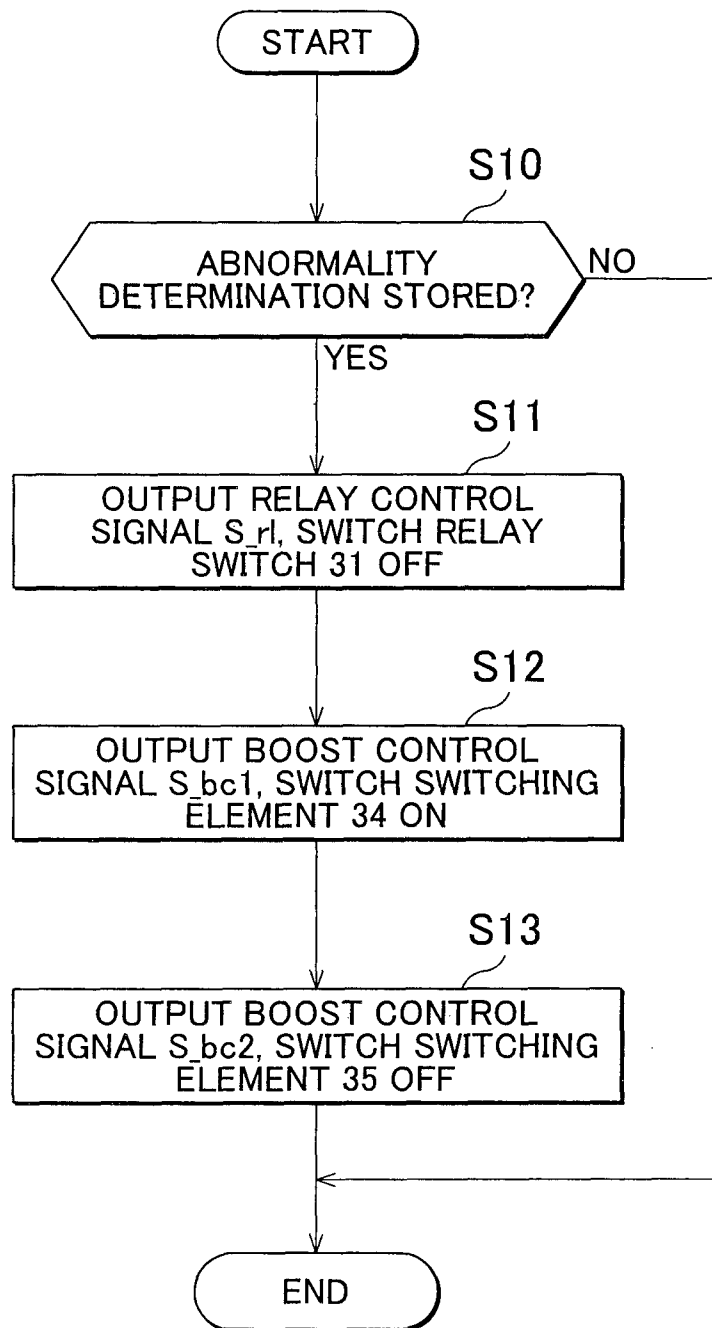 START
S10
ABNORMALITY
DETERMINATION STORED?
NO
YES
S11
OUTPUT RELAY CONTROL
SIGNAL S_rl, SWITCH RELAY
SWITCH 31 OFF
S12
OUTPUT BOOST CONTROL
SIGNAL S_bc1, SWITCH SWITCHING
ELEMENT 34 ON
S13
OUTPUT BOOST CONTROL
SIGNAL S_bc2, SWITCH SWITCHING
ELEMENT 35 OFF
END